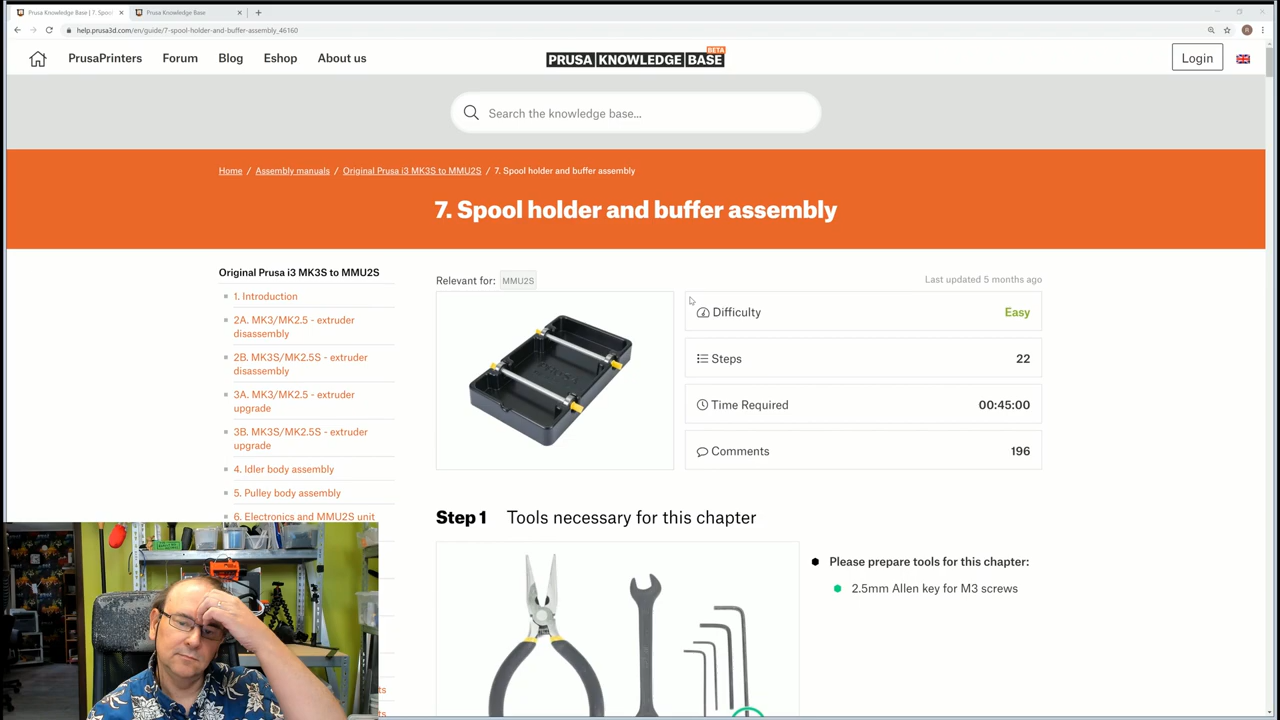 Prusa Knowledge Base | 7. Spool
Prusa Knowledge Base
help.prusa3d.com/en/guide/7-spool-holder-and-buffer-assembly_46160
PrusaPrinters
Forum
Blog
Eshop
About us
PRUSA KNOWLEDGE BASE
BETA
Login
Search the knowledge base...
Home / Assembly manuals / Original Prusa i3 MK3S to MMU2S / 7. Spool holder and buffer assembly
7. Spool holder and buffer assembly
Original Prusa i3 MK3S to MMU2S
1. Introduction
2A. MK3/MK2.5 - extruder
disassembly
2B. MK3S/MK2.5S - extruder
disassembly
3A. MK3/MK2.5 - extruder
upgrade
3B. MK3S/MK2.5S - extruder
upgrade
4. Idler body assembly
5. Pulley body assembly
6. Electronics and MMU2S unit
Relevant for: MMU2S
Last updated 5 months ago
Difficulty
Easy
Steps
22
Time Required
00:45:00
Comments
196
Step 1 Tools necessary for this chapter
Please prepare tools for this chapter:
2.5mm Allen key for M3 screws